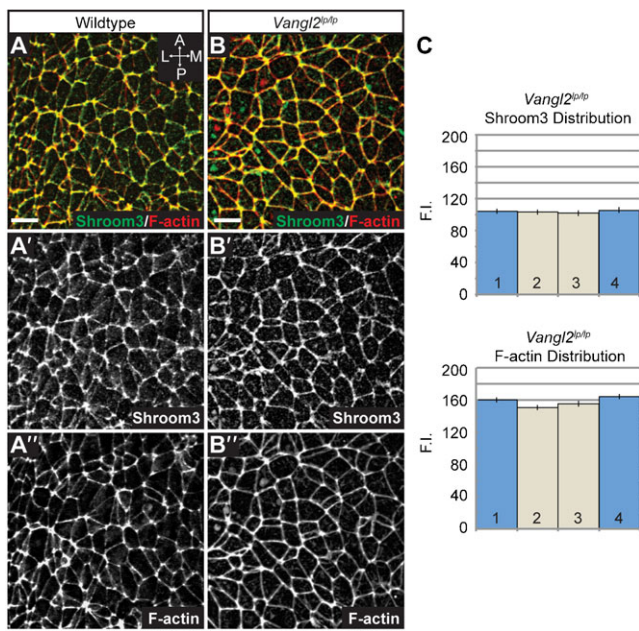 Wildtype
Vangl2lp/lp
A
A
L M
P
Shroom3/F-actin
B
Shroom3/F-actin
A′
Shroom3
B′
Shroom3
A″
F-actin
B″
F-actin
C
Vangl2lp/lp
Shroom3 Distribution
F.I.
200
160
120
80
40
0
1 2 3 4
Vangl2lp/lp
F-actin Distribution
F.I.
200
160
120
80
40
0
1 2 3 4